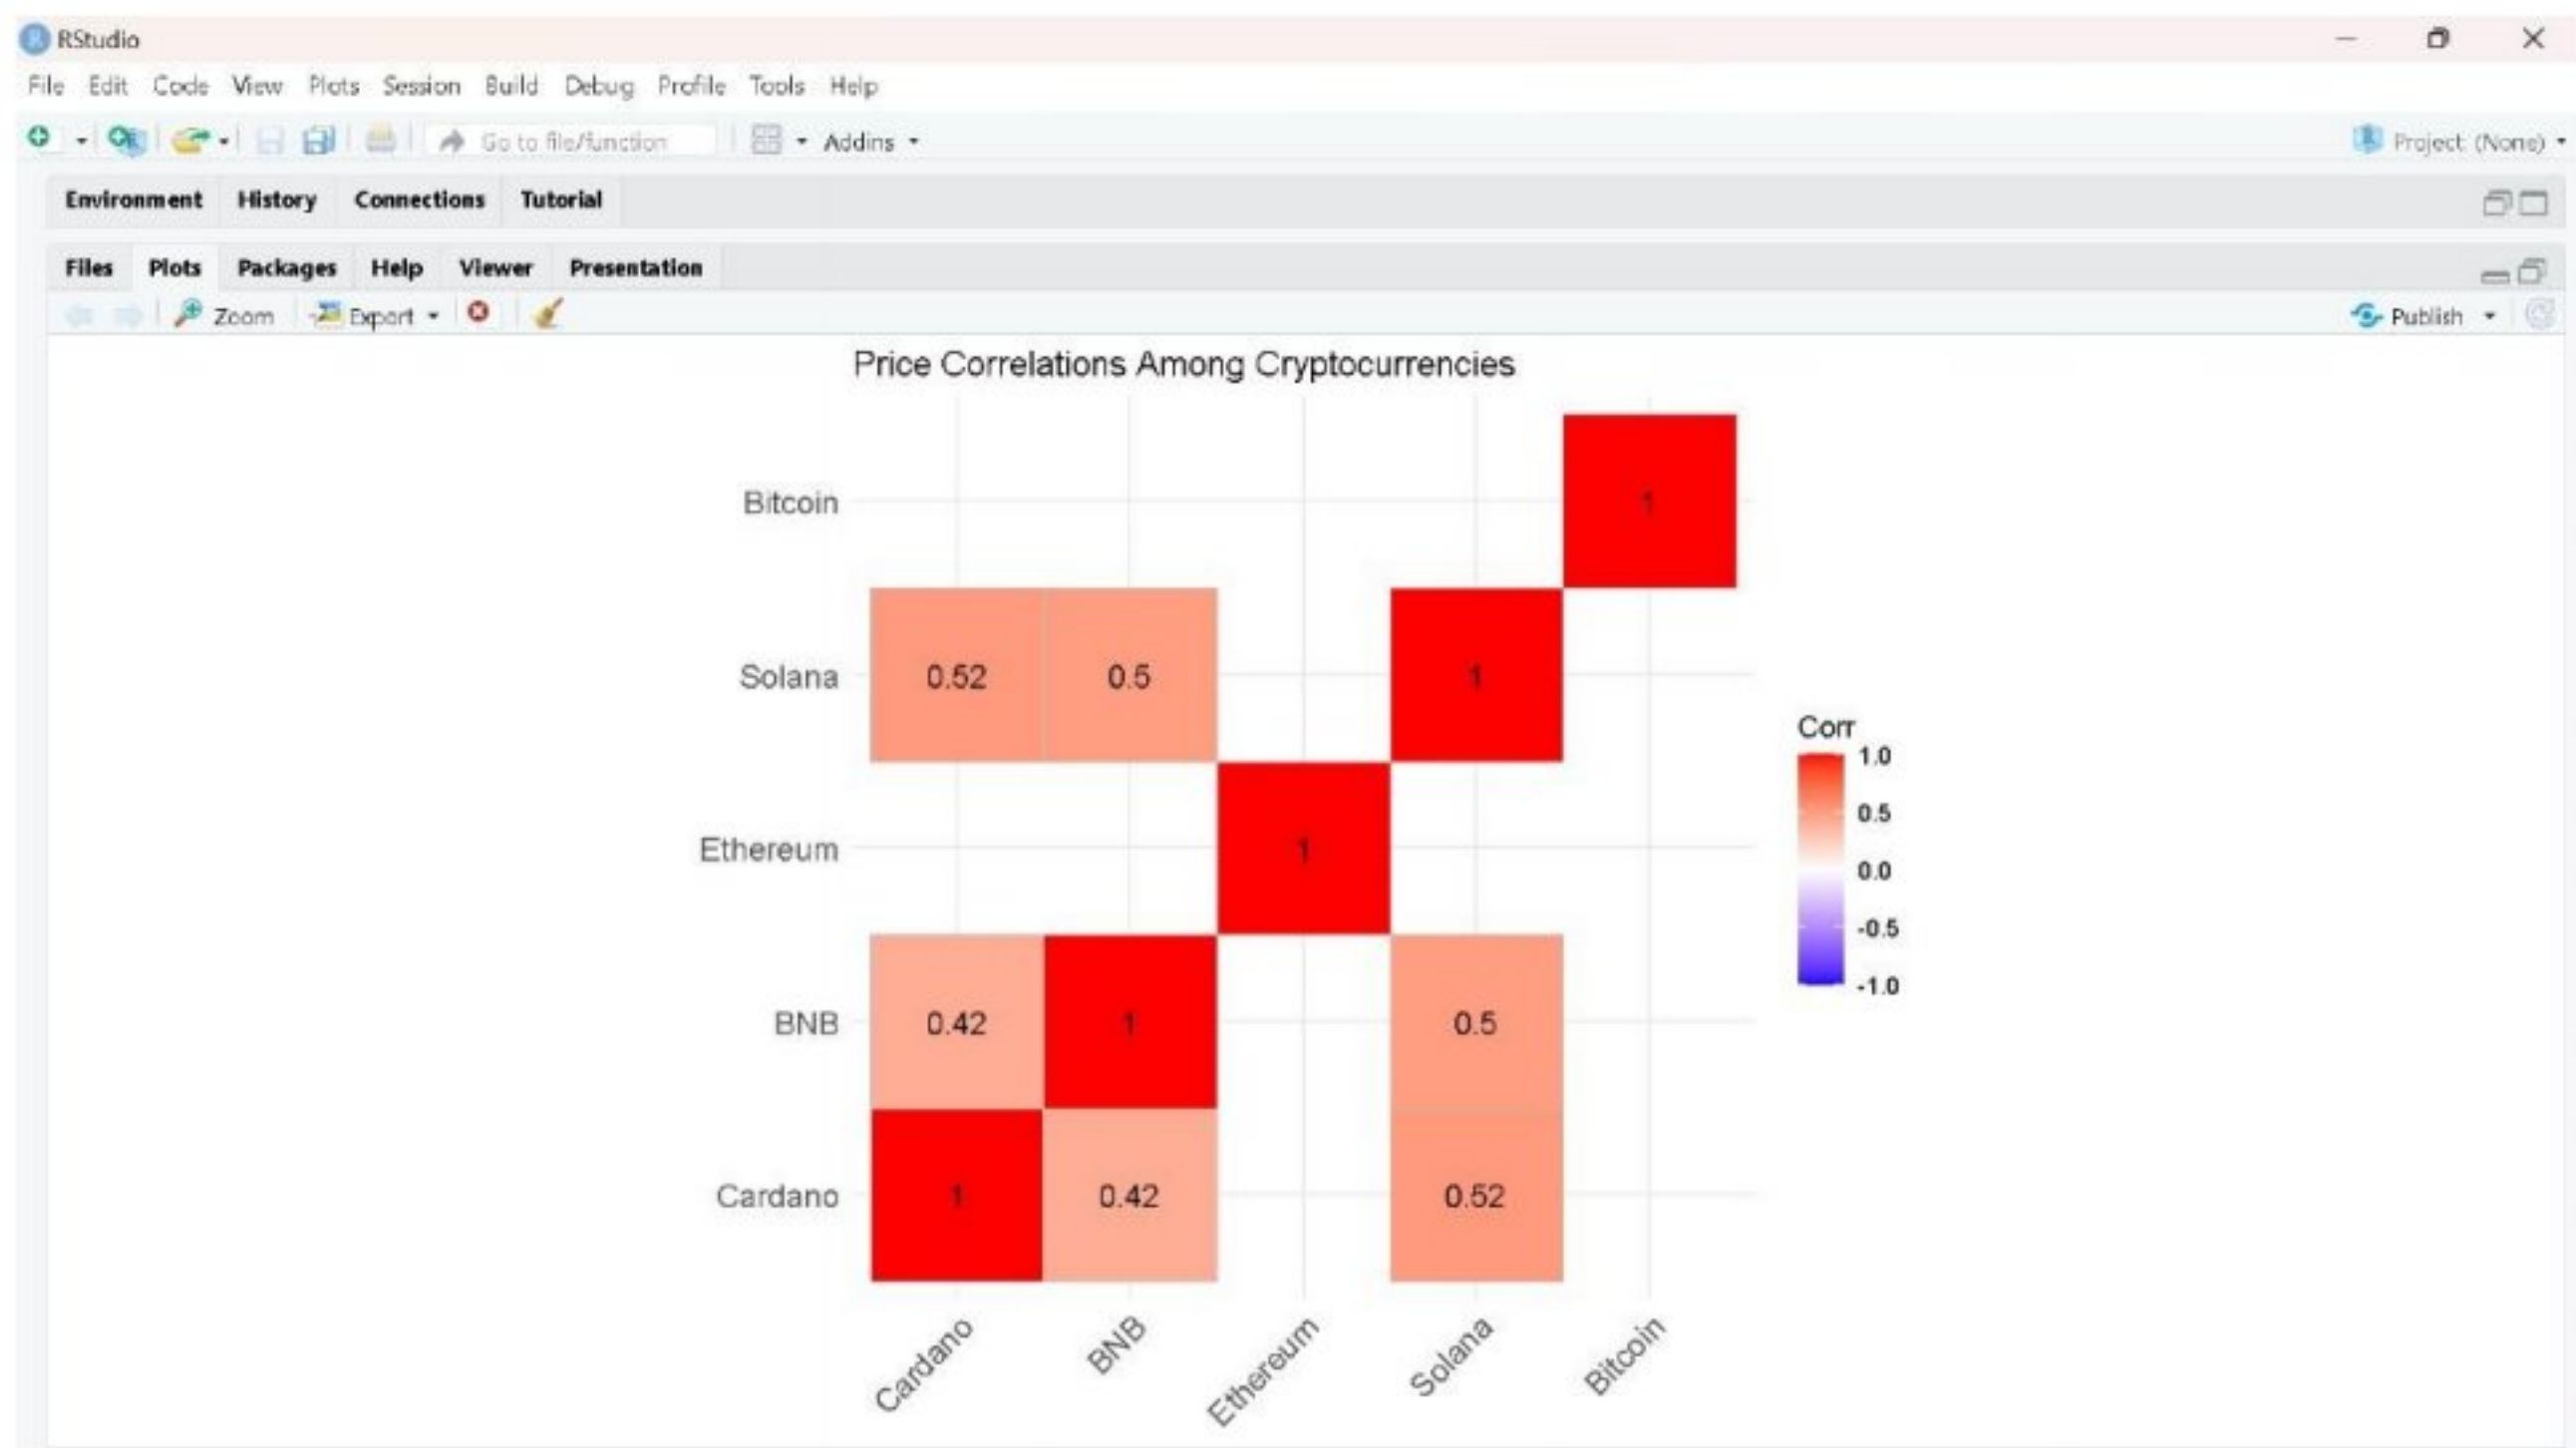 RStudio
File Edit Code View Plots Session Build Debug Profile Tools Help
Go to file/function Addins Project: (None)
Environment History Connections Tutorial
Files Plots Packages Help Viewer Presentation
Zoom Export Publish
Price Correlations Among Cryptocurrencies
Bitcoin 1
Solana 0.52 0.5 1
Ethereum 1
BNB 0.42 1 0.5
Cardano 1 0.42 0.52
Cardano BNB Ethereum Solana Bitcoin
Corr
1.0
0.5
0.0
-0.5
-1.0